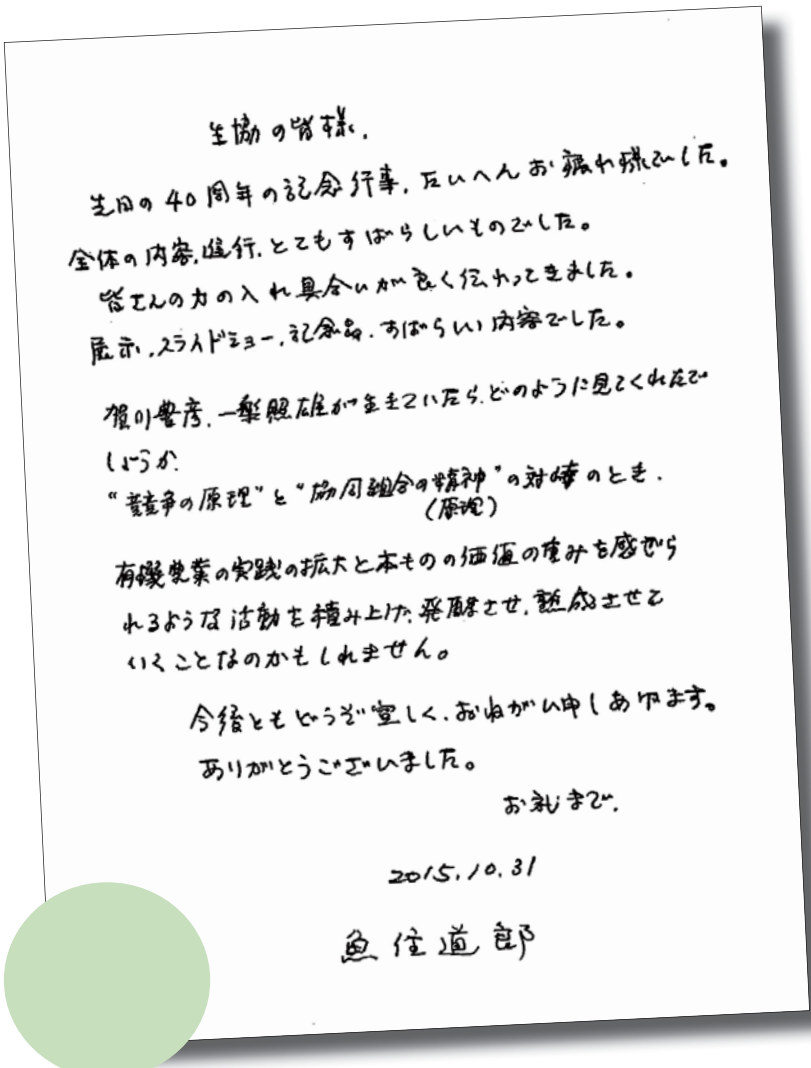 生協の皆様.
先日の40周年の記念行事、たいへんお疲れ様でした。
全体の内容、進行、とてもすばらしいものでした。
皆さんの力の入れ具合いが良く伝わってきました。
展示、スライドショー、記念品、すばらしい内容でした。
賀川豊彦、一楽照雄が生きていたら、どのように見てくれたで
しょうか.
“競争の原理”と“協同組合の精神”の対峙のとき.
(原理)
有機農業の実践の拡大と本ものの価値の重みを感ぜら
れるような活動を積み上げ、発酵させ、熟成させて
いくことなのかもしれません。
今後ともどうぞ宜しく、おねがい申しあげます。
ありがとうございました。
お礼まで.
2015.10.31
魚住道郎